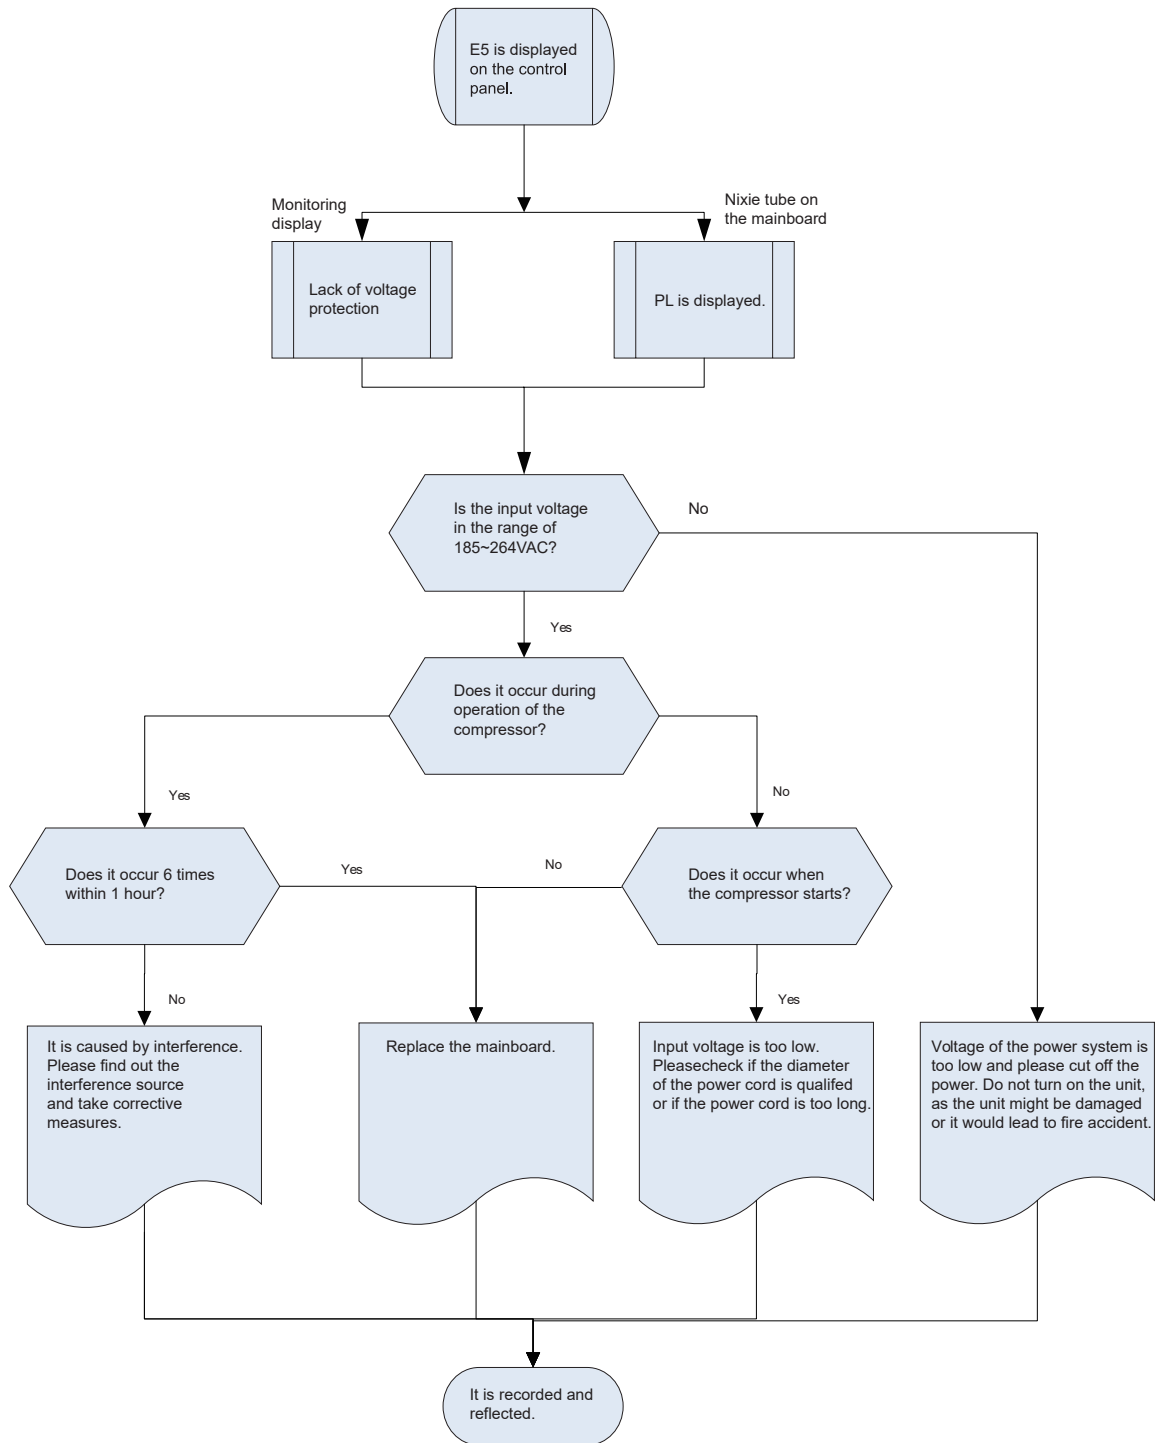 E5 is displayed
on the control
panel.
Monitoring
display
Nixie tube on
the mainboard
Lack of voltage
protection
PL is displayed.
Is the input voltage
in the range of
185~264VAC?
No
Yes
Does it occur during
operation of the
compressor?
Yes
No
Does it occur 6 times
within 1 hour?
Yes
No
Does it occur when
the compressor starts?
No
Yes
It is caused by interference.
Please find out the
interference source
and take corrective
measures.
Replace the mainboard.
Input voltage is too low.
Pleasecheck if the diameter
of the power cord is qualifed
or if the power cord is too long.
Voltage of the power system is
too low and please cut off the
power. Do not turn on the unit,
as the unit might be damaged
or it would lead to fire accident.
It is recorded and
reflected.